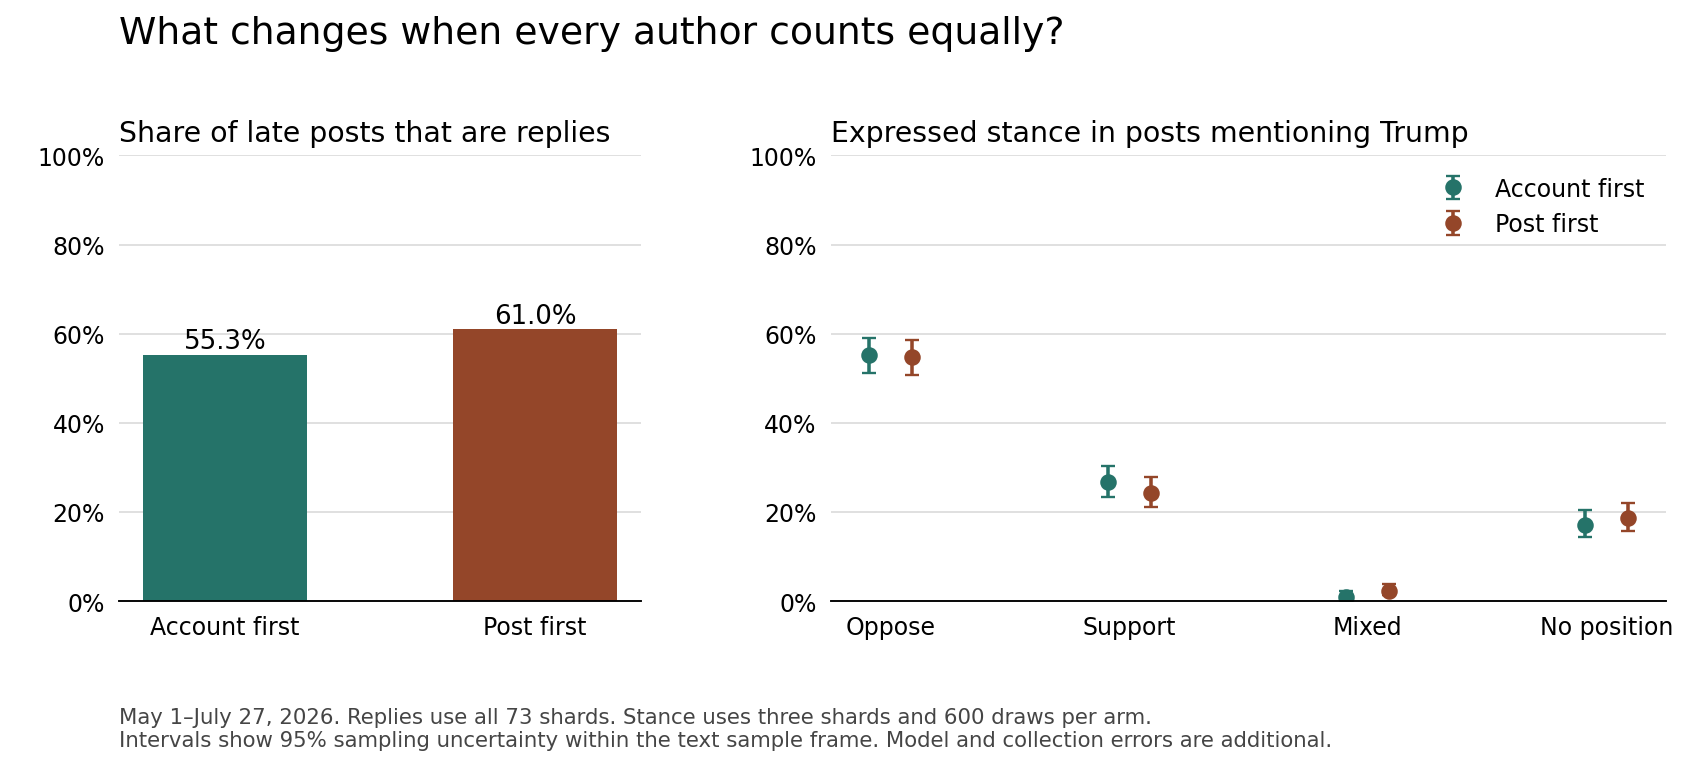 What changes when every author counts equally?
Share of late posts that are replies
100%
80%
60%
40%
20%
0%
55.3%
61.0%
Account first
Post first
Expressed stance in posts mentioning Trump
100%
80%
60%
40%
20%
0%
Account first
Post first
Oppose
Support
Mixed
No position
May 1–July 27, 2026. Replies use all 73 shards. Stance uses three shards and 600 draws per arm.
Intervals show 95% sampling uncertainty within the text sample frame. Model and collection errors are additional.